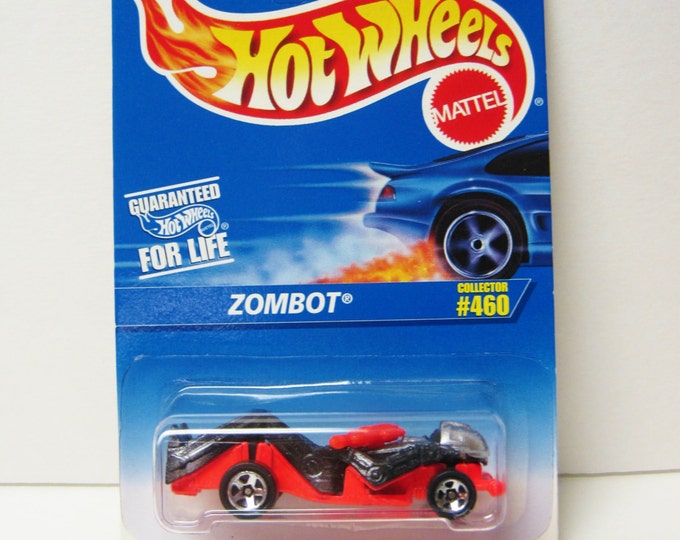 HOT WHEELS
MATTEL
®
GUARANTEED
HOT WHEELS ®
FOR LIFE
ZOMBOT®
COLLECTOR
#460